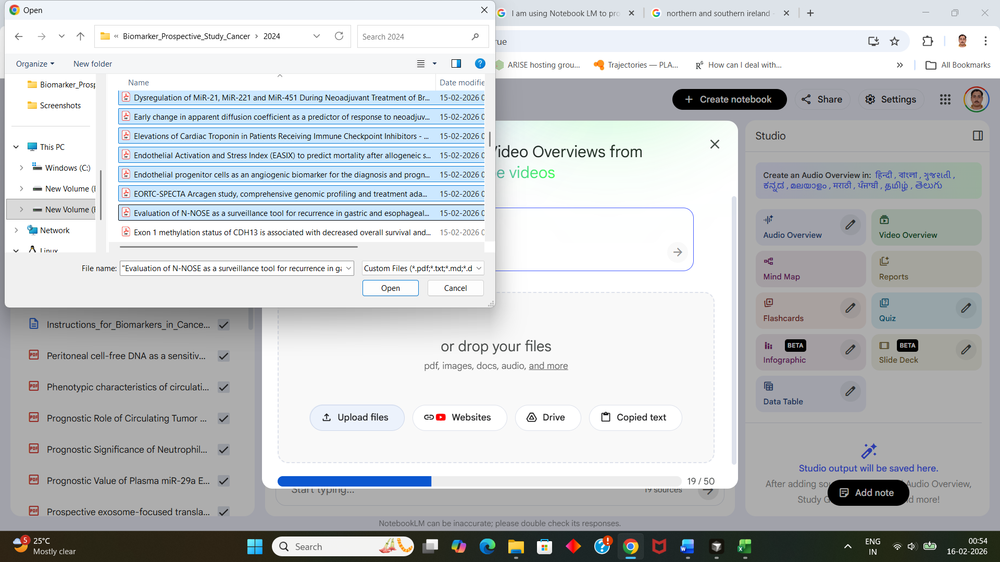 Open
I am using Notebook LM to pro
northern and southern ireland -
« Biomarker_Prospective_Study_Cancer > 2024
Search 2024
rue
Organize
New folder
ARISE hosting grou...
Trajectories — PLA...
How can I deal with...
»
All Bookmarks
Name
Date modifie
Biomarker_Prosp
Screenshots
This PC
Windows (C:)
New Volume (
New Volume (
Network
Linux
Dysregulation of MiR-21, MiR-221 and MiR-451 During Neoadjuvant Treatment of Br...
15-02-2026 0
Early change in apparent diffusion coefficient as a predictor of response to neoadjuv...
15-02-2026 0
Elevations of Cardiac Troponin in Patients Receiving Immune Checkpoint Inhibitors - ...
15-02-2026 0
Endothelial Activation and Stress Index (EASIX) to predict mortality after allogeneic s...
15-02-2026 0
Endothelial progenitor cells as an angiogenic biomarker for the diagnosis and progn...
15-02-2026 0
EORTC-SPECTA Arcagen study, comprehensive genomic profiling and treatment ada...
15-02-2026 0
Evaluation of N-NOSE as a surveillance tool for recurrence in gastric and esophageal...
15-02-2026 0
Exon 1 methylation status of CDH13 is associated with decreased overall survival and...
15-02-2026 0
File name:
"Evaluation of N-NOSE as a surveillance tool for recurrence in ga
Custom Files (*.pdf;*.txt;*.md;*.d
Open
Cancel
Create notebook
Share
Settings
Video Overviews from
e videos
or drop your files
pdf, images, docs, audio, and more
Upload files
Websites
Drive
Copied text
19 / 50
Start typing...
19 sources
NotebookLM can be inaccurate; please double check its responses.
Instructions_for_Biomarkers_in_Cance...
Peritoneal cell-free DNA as a sensitiv...
Phenotypic characteristics of circulati...
Prognostic Role of Circulating Tumor ...
Prognostic Significance of Neutrophil...
Prognostic Value of Plasma miR-29a E...
Prospective exosome-focused transla...
Studio
Create an Audio Overview in: हिन्दी , বাংলা , ગુજરાતી ,
ಕನ್ನಡ , മലയാളം , मराठी , ਪੰਜਾਬੀ , தமிழ் , తెలుగు
Audio Overview
Video Overview
Mind Map
Reports
Flashcards
Quiz
BETA
Infographic
BETA
Slide Deck
Data Table
Studio output will be saved here.
After adding so
Audio Overview,
Study G
d more!
Add note
5
25°C
Mostly clear
Search
ENG
IN
00:54
16-02-2026